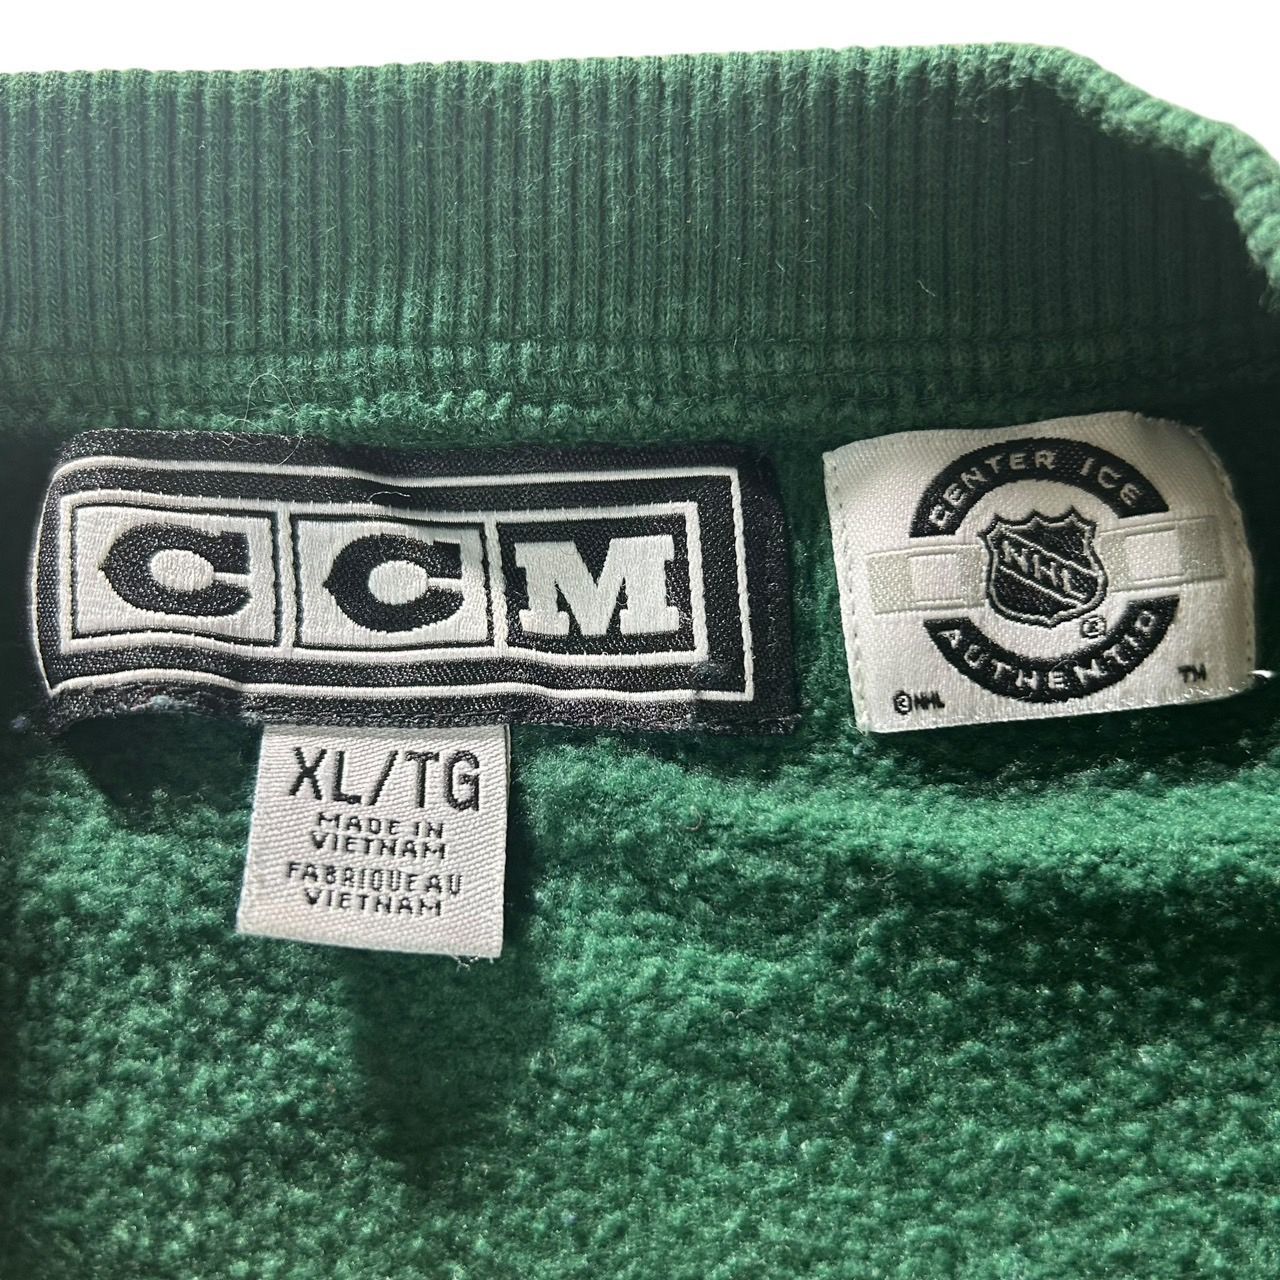 CCM
XL/TG
MADE IN
VIETNAM
FABRIQUE AU
VIETNAM
CENTER ICE
NHL
®
AUTHENTIC
©NHL
TM